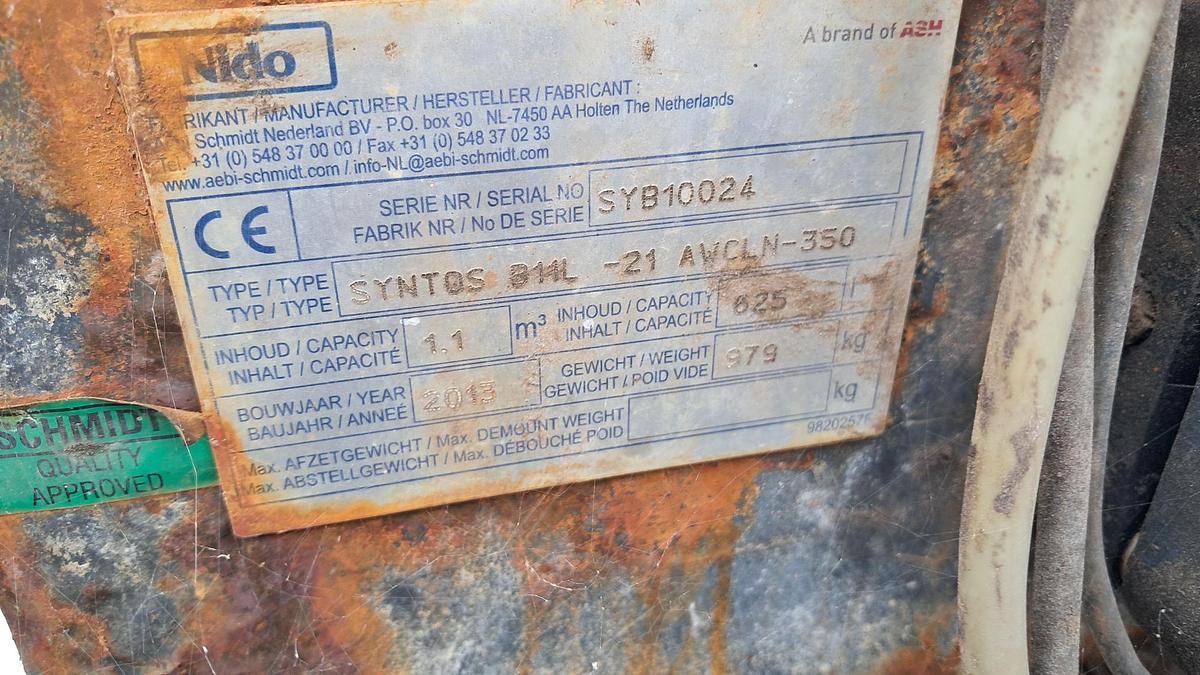 Nido
A brand of ASH
RIKANT / MANUFACTURER / HERSTELLER / FABRICANT :
Schmidt Nederland BV - P.O. box 30 NL-7450 AA Holten The Netherlands
Tel. +31 (0) 548 37 00 00 / Fax +31 (0) 548 37 02 33
www.aebi-schmidt.com / info-NL@aebi-schmidt.com
CE
SERIE NR / SERIAL NO
FABRIK NR / No DE SERIE
SYB10024
TYPE / TYPE
TYP / TYPE
SYNTOS -21 AWCLN-350
INHOUD / CAPACITY
INHALT / CAPACITÉ
1.1
m³
INHOUD / CAPACITY
INHALT / CAPACITÉ
625
l
BOUWJAAR / YEAR
BAUJAHR / ANNEÉ
2013
GEWICHT / WEIGHT
GEWICHT / POID VIDE
979
kg
Max. AFZETGEWICHT / Max. DEMOUNT WEIGHT
Max. ABSTELLGEWICHT / Max. DÉBOUCHÉ POID
kg
SCHMIDT
QUALITY
APPROVED